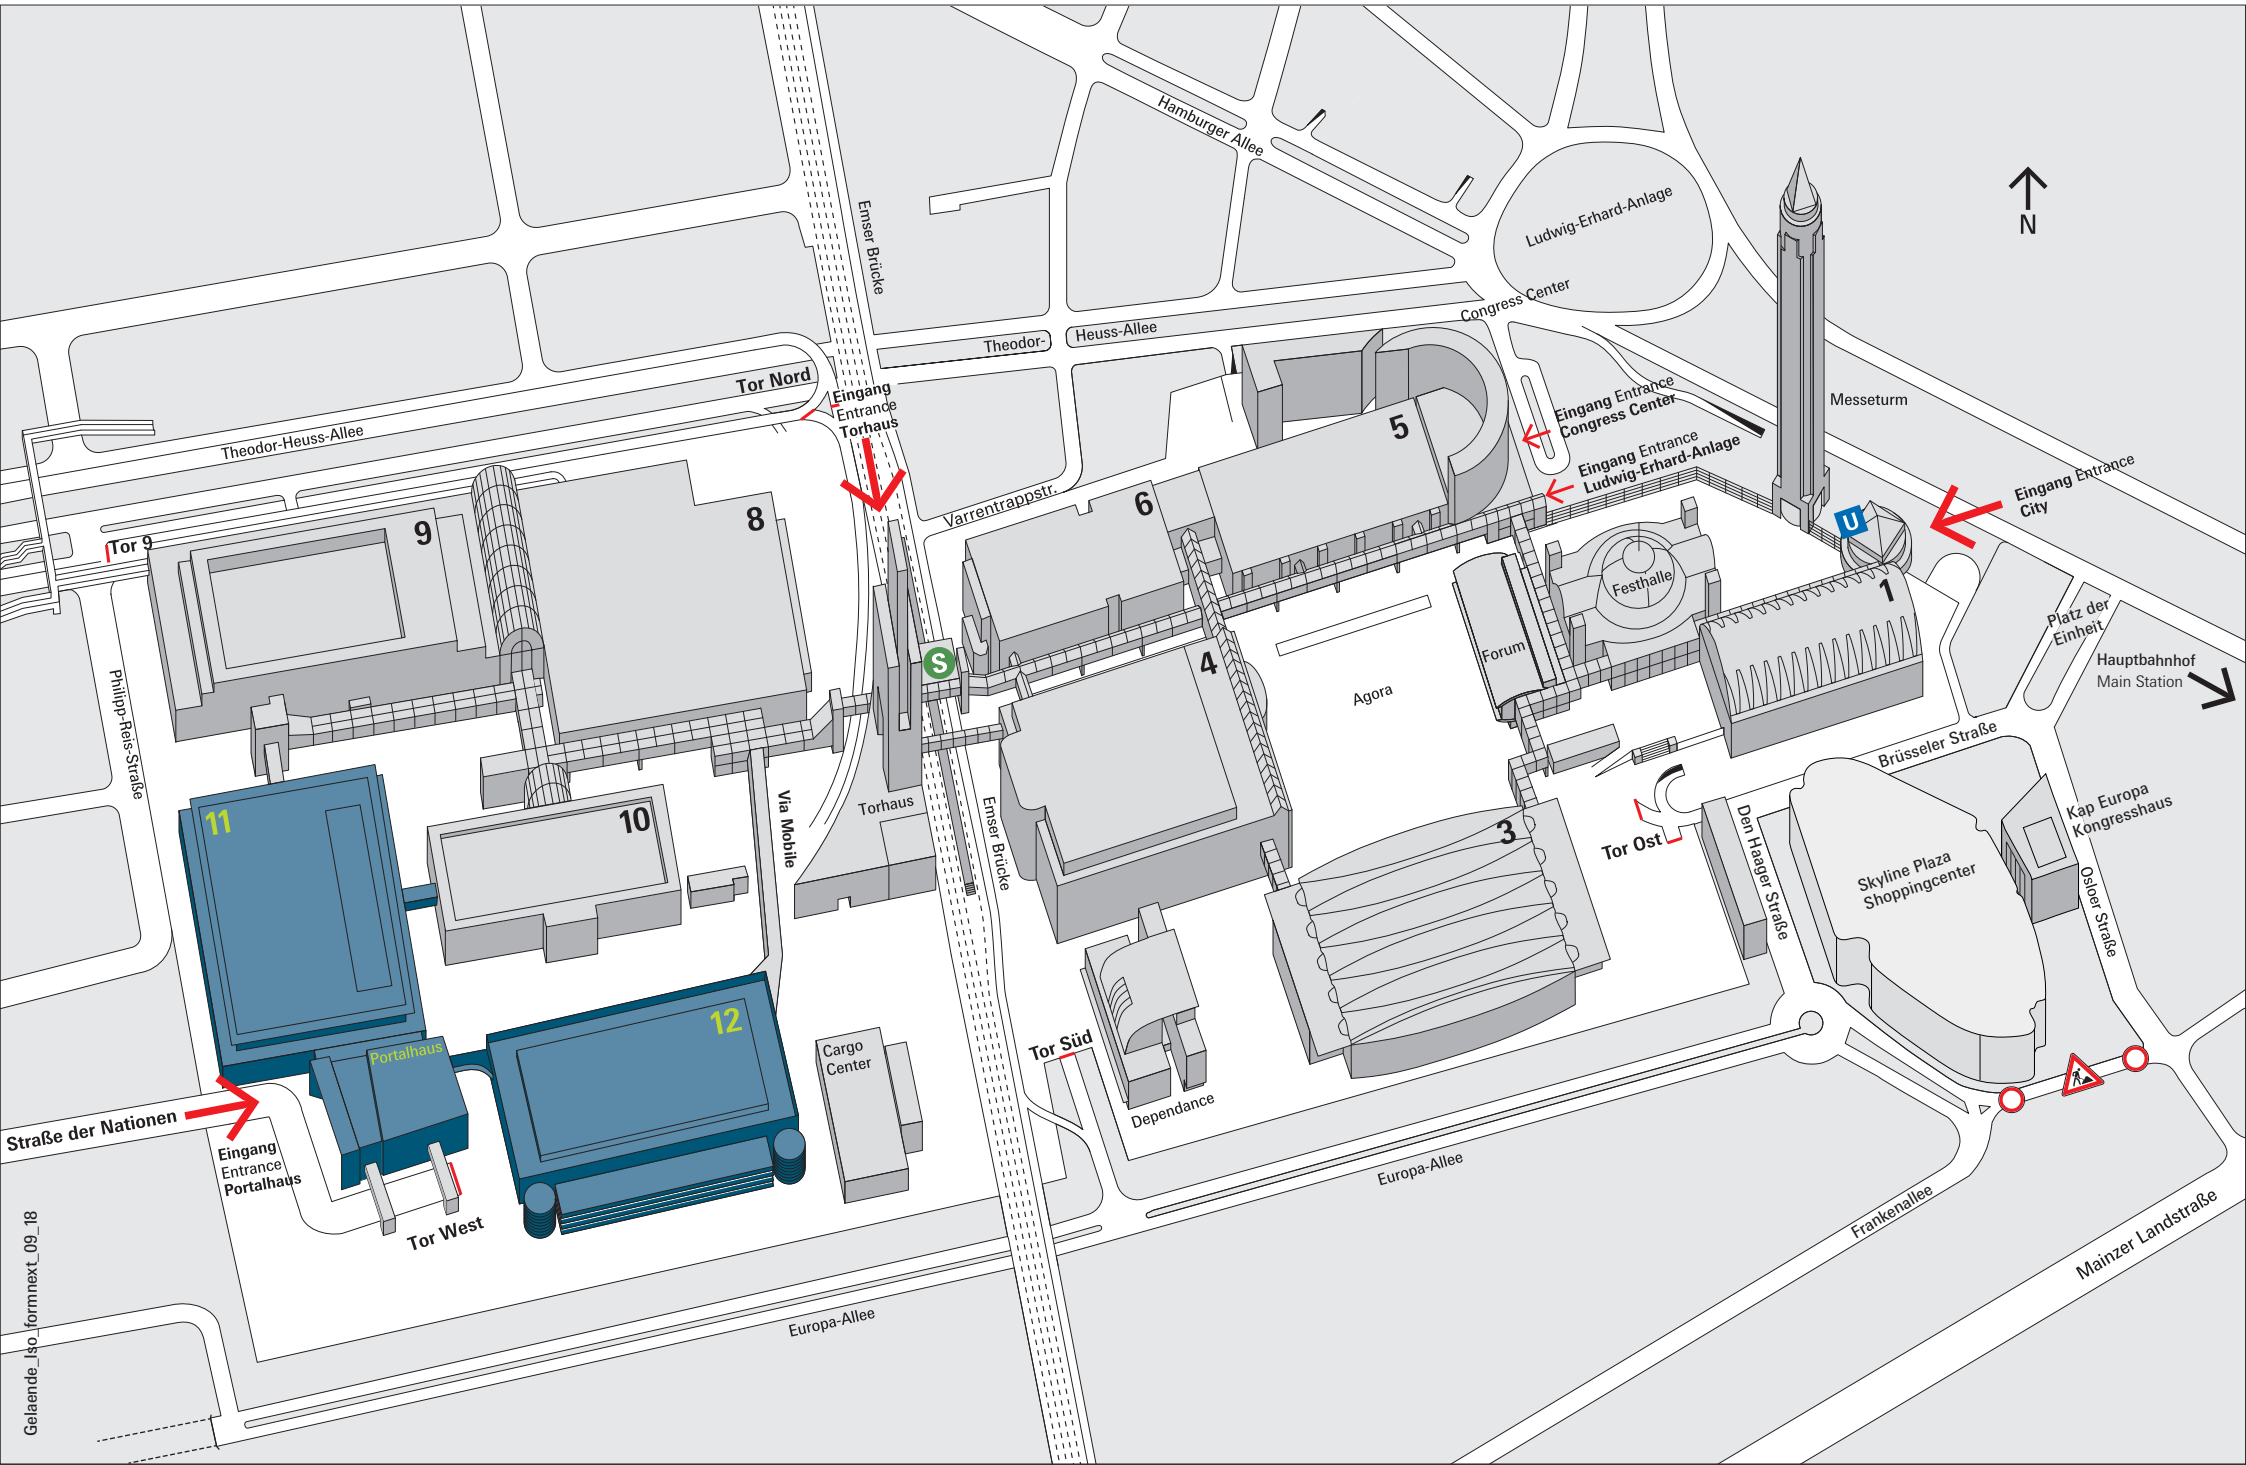 Hamburger Allee
Ludwig-Erhard-Anlage
N
Emser Brücke
Congress Center
Theodor-
Heuss-Allee
Tor Nord
Eingang
Entrance
Torhaus
Theodor-Heuss-Allee
Eingang Entrance
Congress Center
Messeturm
Eingang Entrance
Ludwig-Erhard-Anlage
Eingang Entrance
City
U
5
6
Varrentrappstr.
8
9
Tor 9
Festhalle
1
Platz der
Einheit
Hauptbahnhof
Main Station
S
4
Forum
Agora
Philipp-Reis-Straße
Brüsseler Straße
11
10
Via Mobile
Torhaus
Emser Brücke
3
Tor Ost
Den Haager Straße
Kap Europa
Kongresshaus
Skyline Plaza
Shoppingcenter
Osloer Straße
12
Portalhaus
Cargo
Center
Tor Süd
Dependance
Straße der Nationen
Eingang
Entrance
Portalhaus
Tor West
Europa-Allee
Europa-Allee
Frankenallee
Mainzer Landstraße
Gelaende_Iso_formnext_09_18